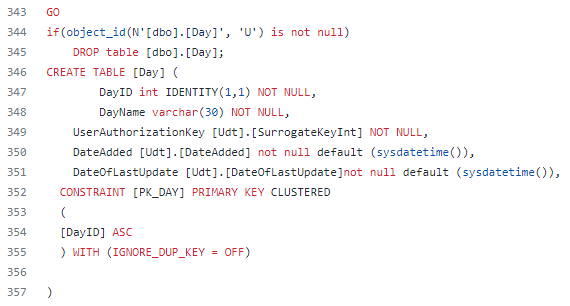 343 GO
344 if(object_id(N'[dbo].[Day]', 'U') is not null)
345 DROP table [dbo].[Day];
346 CREATE TABLE [Day] (
347 DayID int IDENTITY(1,1) NOT NULL,
348 DayName varchar(30) NOT NULL,
349 UserAuthorizationKey [Udt].[SurrogateKeyInt] NOT NULL,
350 DateAdded [Udt].[DateAdded] not null default (sysdatetime()),
351 DateOfLastUpdate [Udt].[DateOfLastUpdate]not null default (sysdatetime()),
352 CONSTRAINT [PK_DAY] PRIMARY KEY CLUSTERED
353 (
354 [DayID] ASC
355 ) WITH (IGNORE_DUP_KEY = OFF)
356
357 )